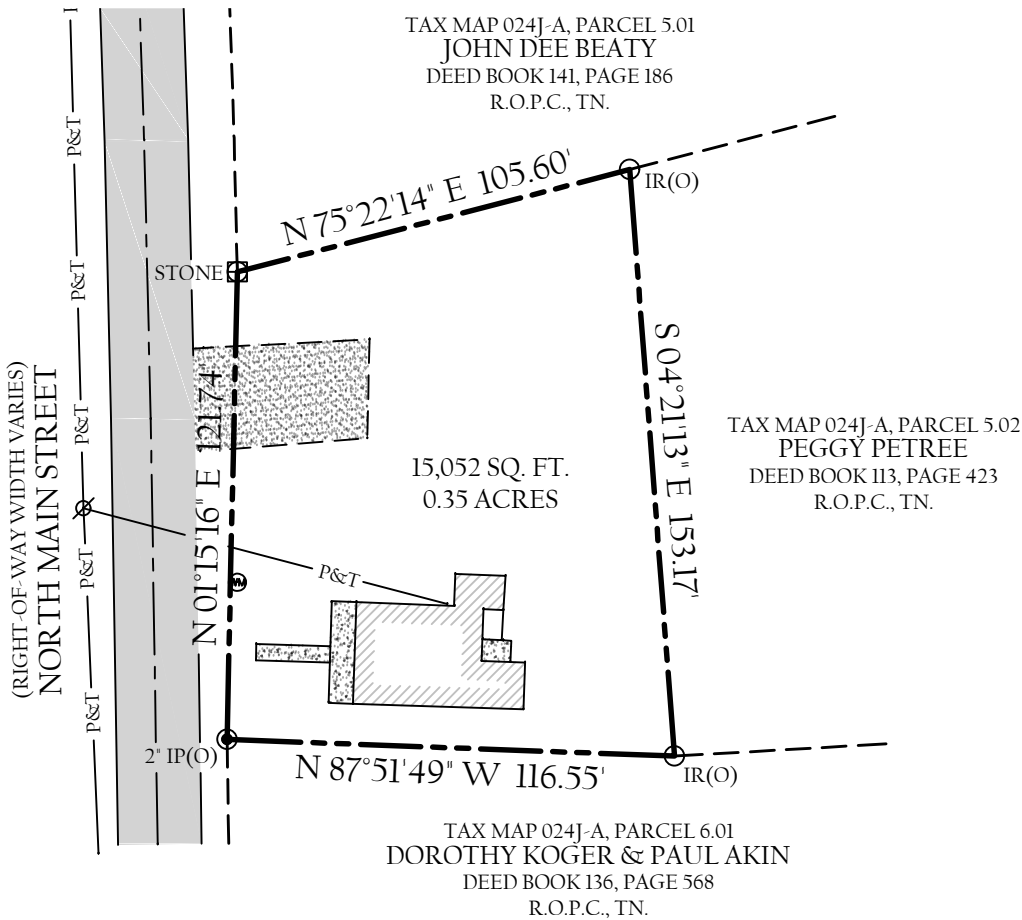 TAX MAP 024J-A, PARCEL 5.01
JOHN DEE BEATY
DEED BOOK 141, PAGE 186
R.O.P.C., TN.
P&T
N 75°22'14" E 105.60'
IR(O)
STONE
P&T
S 04°21'13" E 153.17'
N 01°15'16" E 121.74'
(RIGHT-OF-WAY WIDTH VARIES)
NORTH MAIN STREET
P&T
TAX MAP 024J-A, PARCEL 5.02
PEGGY PETREE
DEED BOOK 113, PAGE 423
R.O.P.C., TN.
15,052 SQ. FT.
0.35 ACRES
P&T
P&T
WM
P&T
2" IP(O)
N 87°51'49" W 116.55'
IR(O)
TAX MAP 024J-A, PARCEL 6.01
DOROTHY KOGER & PAUL AKIN
DEED BOOK 136, PAGE 568
R.O.P.C., TN.